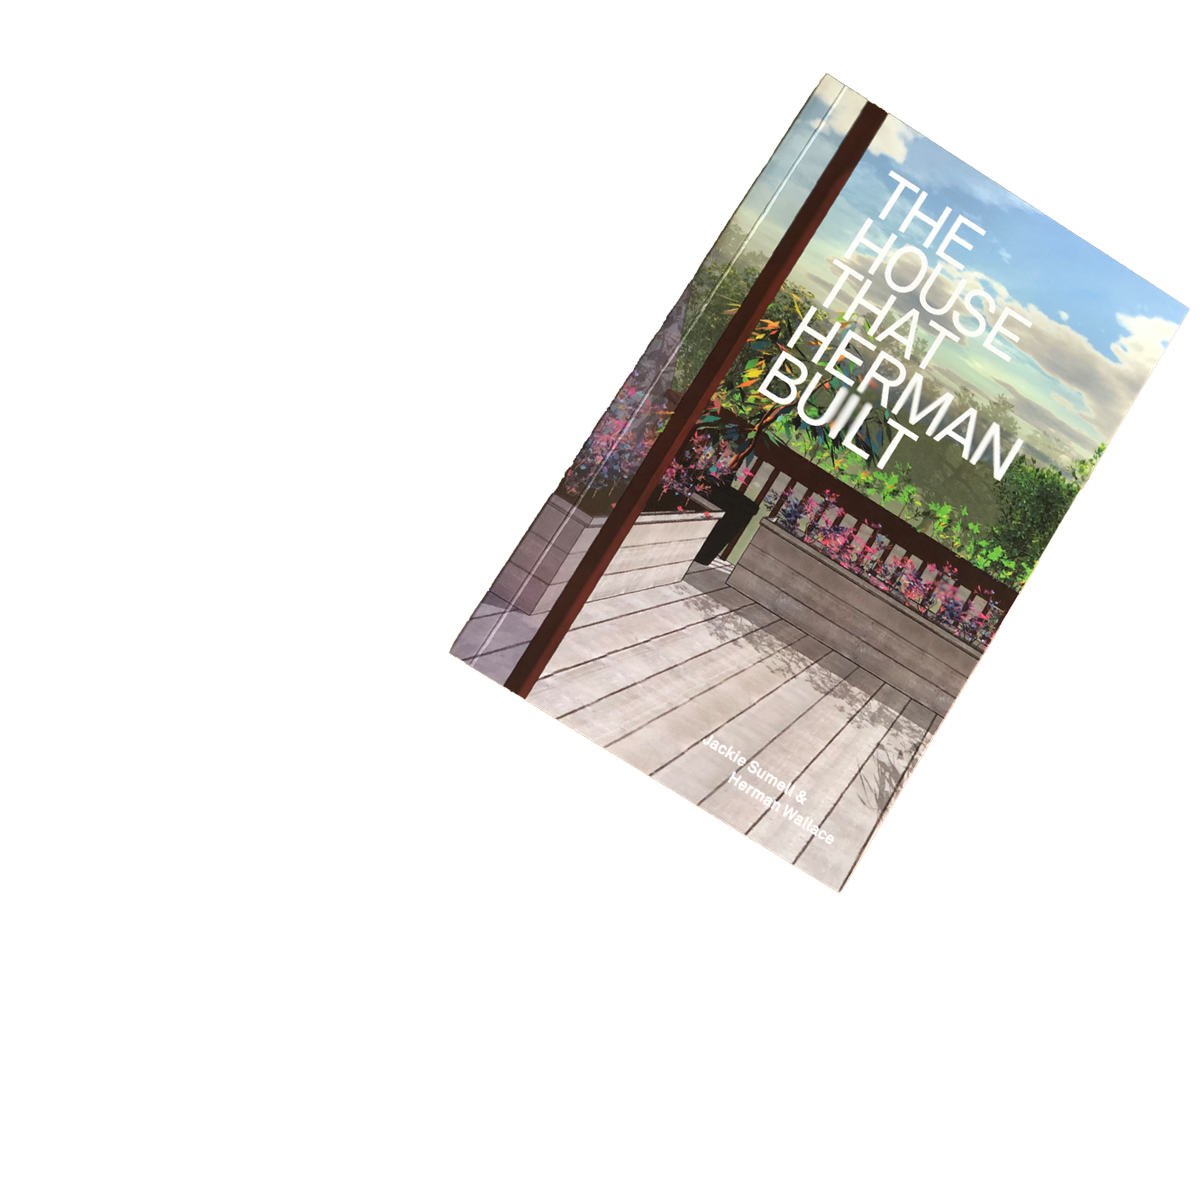 THE
HOUSE
THAT
HERMAN
BUILT
Jackie Sumell &
Herman Wallace